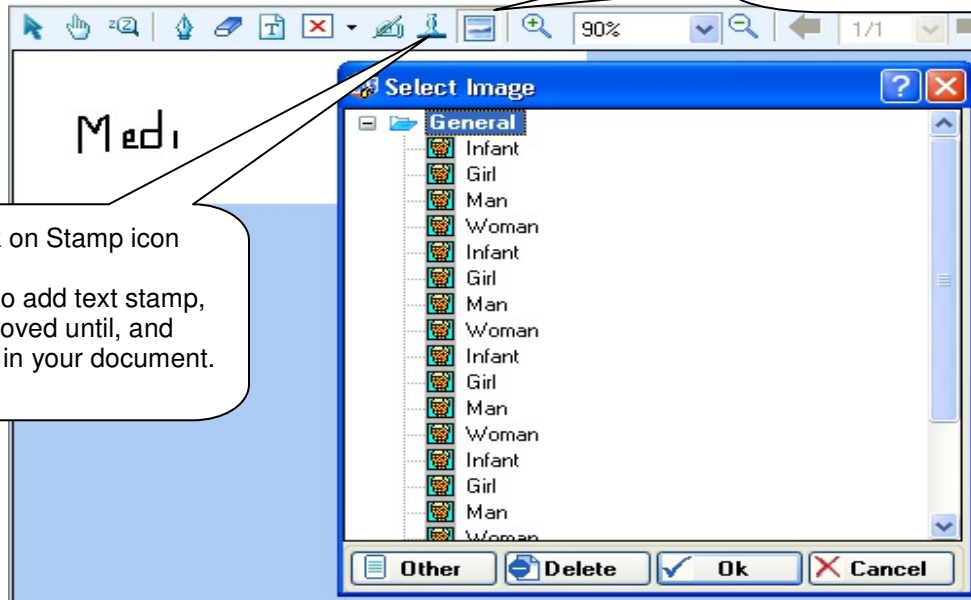 90%
1/1
Select Image
General
Medi
Infant
Girl
Man
Woman
Infant
on Stamp icon
Girl
o add text stamp,
Man
oved until, and
Woman
in your document.
Infant
Girl
Man
Woman
Infant
Girl
Man
Woman
Other Delete Ok Cancel